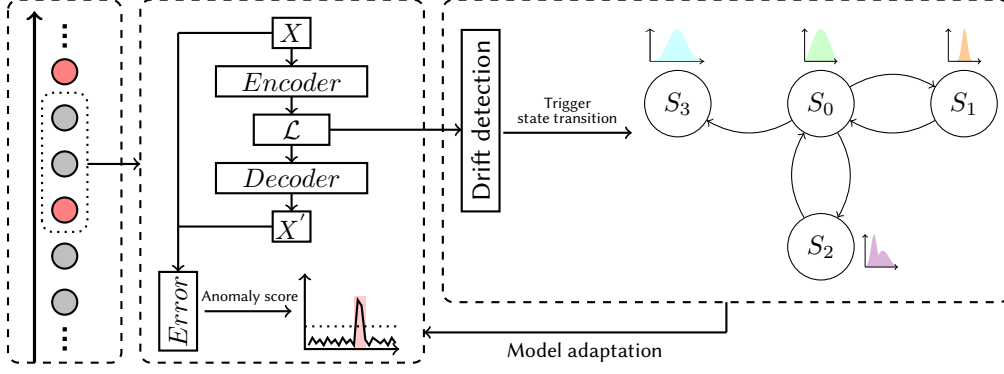 X
Encoder
ℒ
Decoder
X′
Error
Anomaly score
Drift detection
Trigger
state transition
S₃
S₀
S₁
S₂
Model adaptation